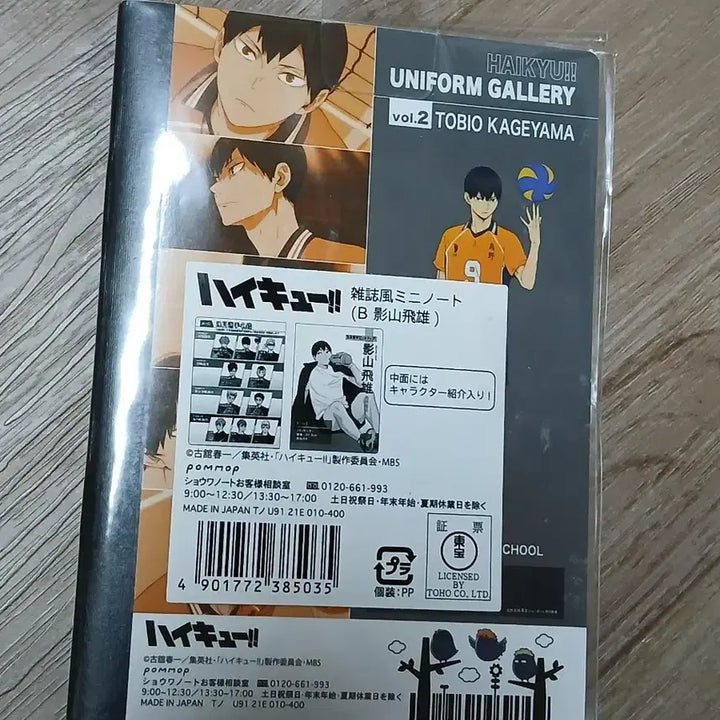 HAIKYU!!
UNIFORM GALLERY
vol.2 TOBIO KAGEYAMA
9
ハイキュー!!
雑誌風ミニノート
(B 影山飛雄)
影山飛雄
中面には
キャラクター紹介入り!
©古舘春一/集英社・「ハイキュー!!」製作委員会・MBS
pommop
ショウワノートお客様相談室 0120-661-993
9:00~12:30/13:30~17:00 土日祝祭日・年末年始・夏期休業日を除く
MADE IN JAPAN TJ U91 21E 010-400
4 901772 385035
プラ
個装:PP
証 票
東宝
LICENSED
BY
TOHO CO., LTD.
SCHOOL
ハイキュー!!
©古舘春一/集英社・「ハイキュー!!」製作委員会・MBS
pommop
ショウワノートお客様相談室 0120-661-993
9:00~12:30/13:30~17:00 土日祝祭日・年末年始・夏期休業日を除く
MADE IN JAPAN TJ U91 21E 010-400